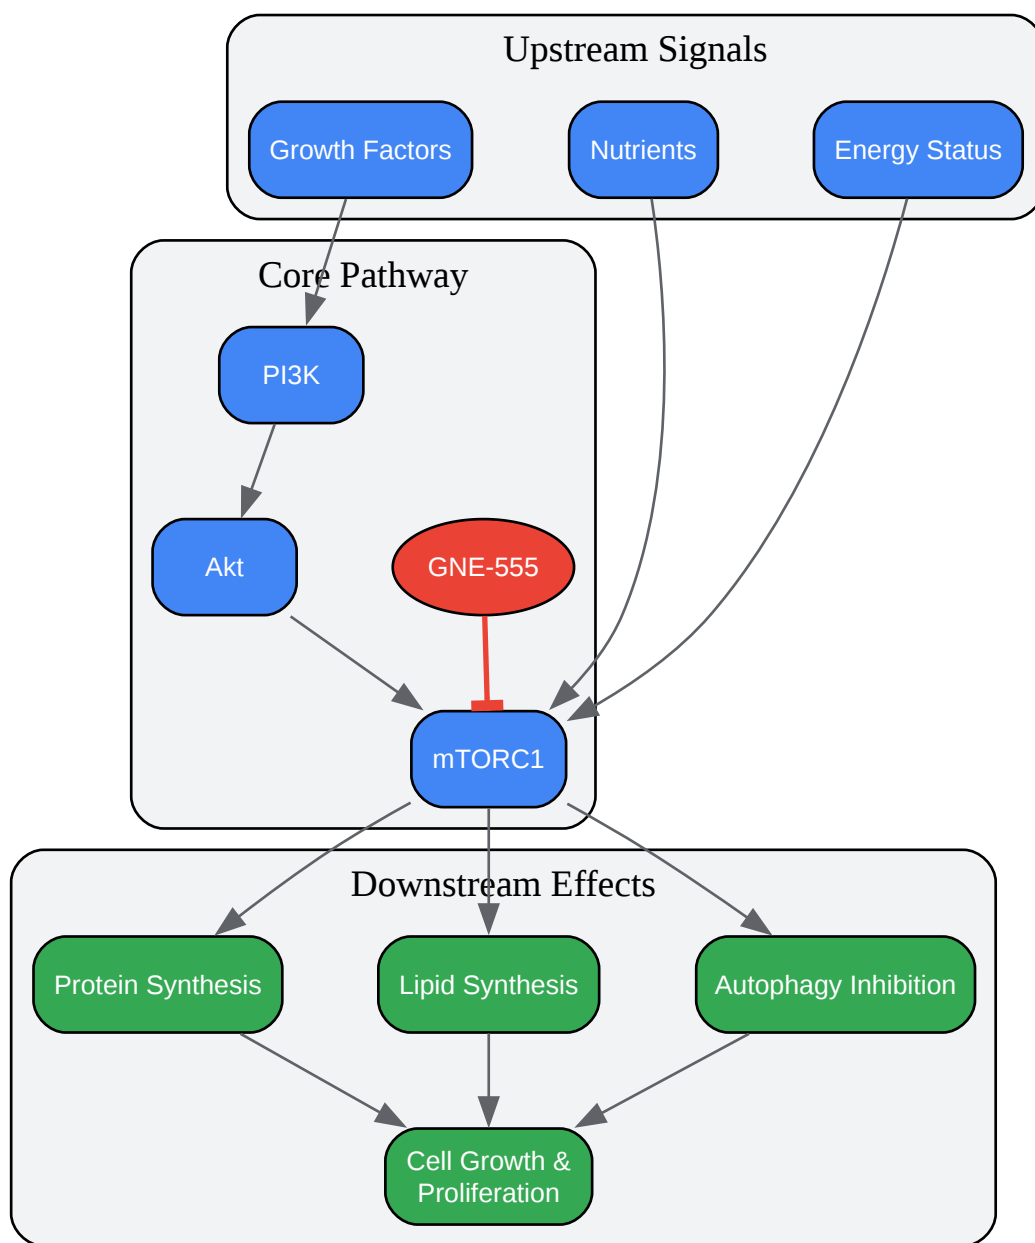 Upstream Signals
Growth Factors
Nutrients
Energy Status
Core Pathway
PI3K
Akt
GNE-555
mTORC1
Downstream Effects
Protein Synthesis
Lipid Synthesis
Autophagy Inhibition
Cell Growth &
Proliferation